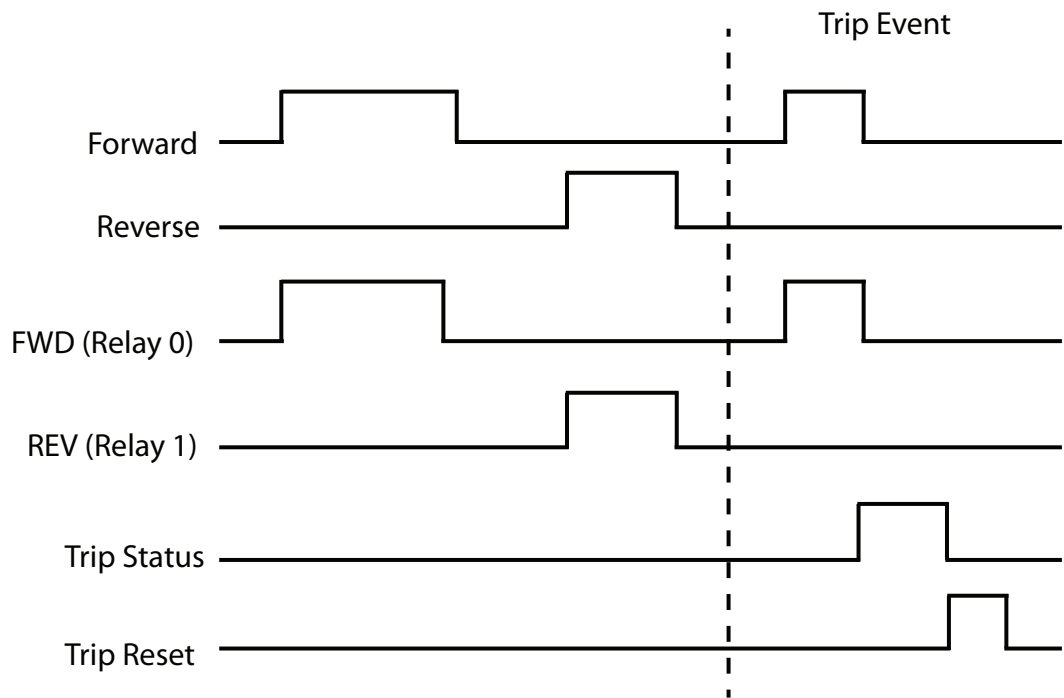 Trip Event
Forward
Reverse
FWD (Relay 0)
REV (Relay 1)
Trip Status
Trip Reset